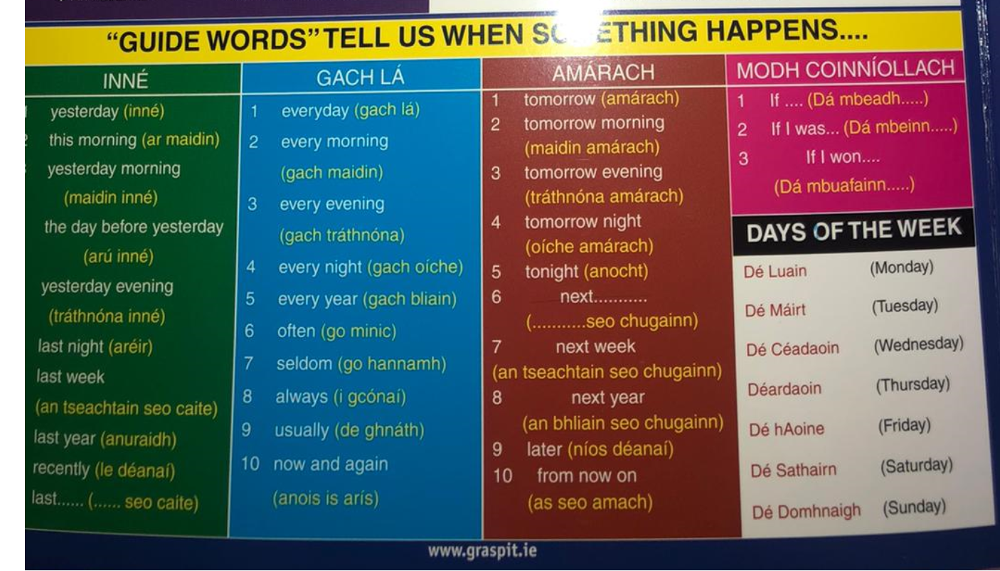 "GUIDE WORDS" TELL US WHEN SOMETHING HAPPENS....
INNÉ
yesterday (inné)
this morning (ar maidin)
yesterday morning
(maidin inné)
the day before yesterday
(arú inné)
yesterday evening
(tráthnóna inné)
last night (aréir)
last week
(an tseachtain seo caite)
last year (anuraidh)
recently (le déanaí)
last...... (...... seo caite)
GACH LÁ
1 everyday (gach lá)
2 every morning
(gach maidin)
3 every evening
(gach tráthnóna)
4 every night (gach oíche)
5 every year (gach bliain)
6 often (go minic)
7 seldom (go hannamh)
8 always (i gcónaí)
9 usually (de ghnáth)
10 now and again
(anois is arís)
AMÁRACH
1 tomorrow (amárach)
2 tomorrow morning
(maidin amárach)
3 tomorrow evening
(tráthnóna amárach)
4 tomorrow night
(oíche amárach)
5 tonight (anocht)
6 next...........
(...........seo chugainn)
7 next week
(an tseachtain seo chugainn)
8 next year
(an bhliain seo chugainn)
9 later (níos déanaí)
10 from now on
(as seo amach)
MODH COINNÍOLLACH
1 If .... (Dá mbeadh.....)
2 If I was... (Dá mbeinn.....)
3 If I won....
(Dá mbuafainn.....)
DAYS OF THE WEEK
Dé Luain (Monday)
Dé Máirt (Tuesday)
Dé Céadaoin (Wednesday)
Déardaoin (Thursday)
Dé hAoine (Friday)
Dé Sathairn (Saturday)
Dé Domhnaigh (Sunday)
www.graspit.ie